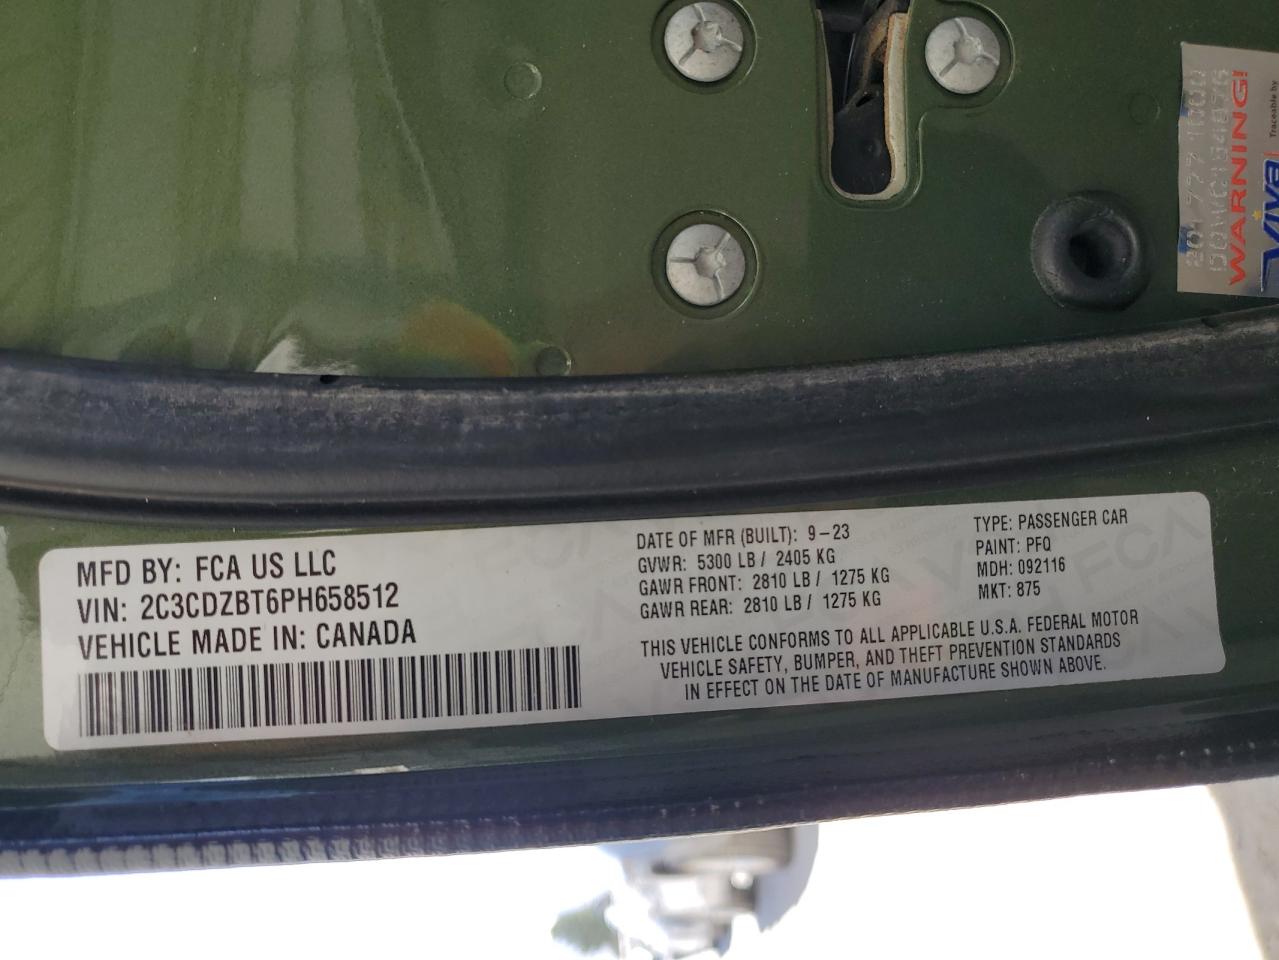 MFD BY: FCA US LLC
VIN: 2C3CDZBT6PH658512
VEHICLE MADE IN: CANADA
DATE OF MFR (BUILT): 9-23
GVWR: 5300 LB / 2405 KG
GAWR FRONT: 2810 LB / 1275 KG
GAWR REAR: 2810 LB / 1275 KG
TYPE: PASSENGER CAR
PAINT: PFQ
MDH: 092116
MKT: 875
THIS VEHICLE CONFORMS TO ALL APPLICABLE U.S.A. FEDERAL MOTOR
VEHICLE SAFETY, BUMPER, AND THEFT PREVENTION STANDARDS
IN EFFECT ON THE DATE OF MANUFACTURE SHOWN ABOVE.
WARNING!
Viva
Traceable by